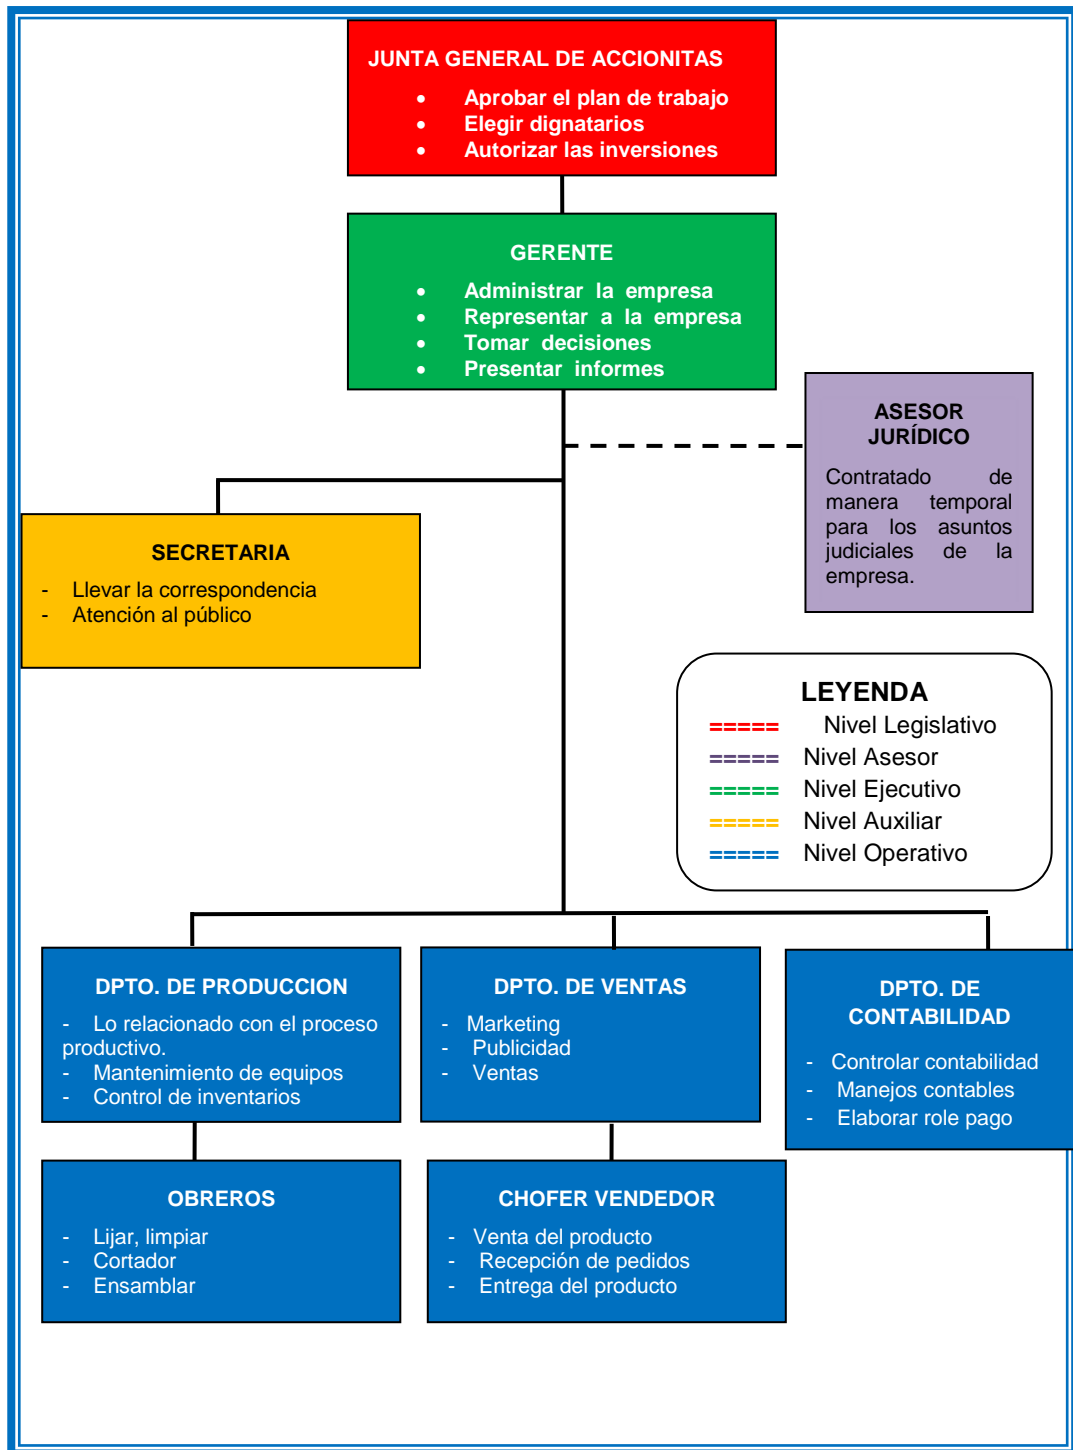 JUNTA GENERAL DE ACCIONITAS
• Aprobar el plan de trabajo
• Elegir dignatarios
• Autorizar las inversiones
GERENTE
• Administrar la empresa
• Representar a la empresa
• Tomar decisiones
• Presentar informes
ASESOR
JURÍDICO
Contratado de
manera temporal
para los asuntos
judiciales de la
empresa.
SECRETARIA
- Llevar la correspondencia
- Atención al público
LEYENDA
===== Nivel Legislativo
===== Nivel Asesor
===== Nivel Ejecutivo
===== Nivel Auxiliar
===== Nivel Operativo
DPTO. DE PRODUCCION
- Lo relacionado con el proceso
productivo.
- Mantenimiento de equipos
- Control de inventarios
DPTO. DE VENTAS
- Marketing
- Publicidad
- Ventas
DPTO. DE
CONTABILIDAD
- Controlar contabilidad
- Manejos contables
- Elaborar role pago
OBREROS
- Lijar, limpiar
- Cortador
- Ensamblar
CHOFER VENDEDOR
- Venta del producto
- Recepción de pedidos
- Entrega del producto